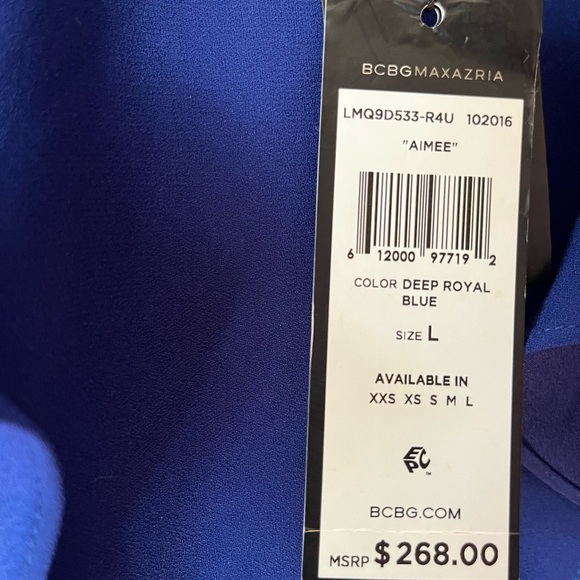 BCBGMAXAZRIA
LMQ9D533-R4U 102016
"AIMEE"
6 12000 97719 2
COLOR DEEP ROYAL
BLUE
SIZE L
AVAILABLE IN
XXS XS S M L
EPC™
BCBG.COM
MSRP $268.00